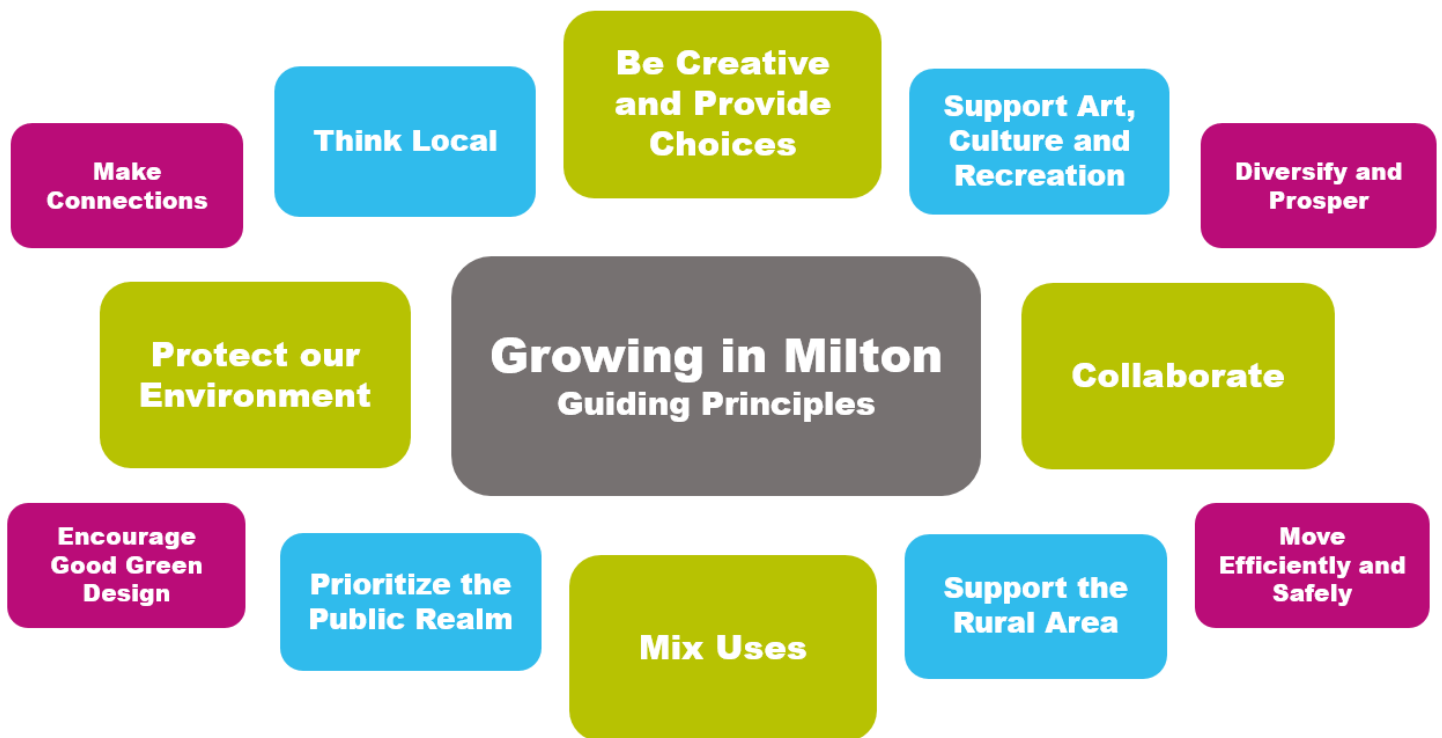 Be Creative
and Provide
Choices
Think Local
Support Art,
Culture and
Recreation
Make
Connections
Diversify and
Prosper
Protect our
Environment
Growing in Milton
Guiding Principles
Collaborate
Encourage
Good Green
Design
Prioritize the
Public Realm
Mix Uses
Support the
Rural Area
Move
Efficiently and
Safely